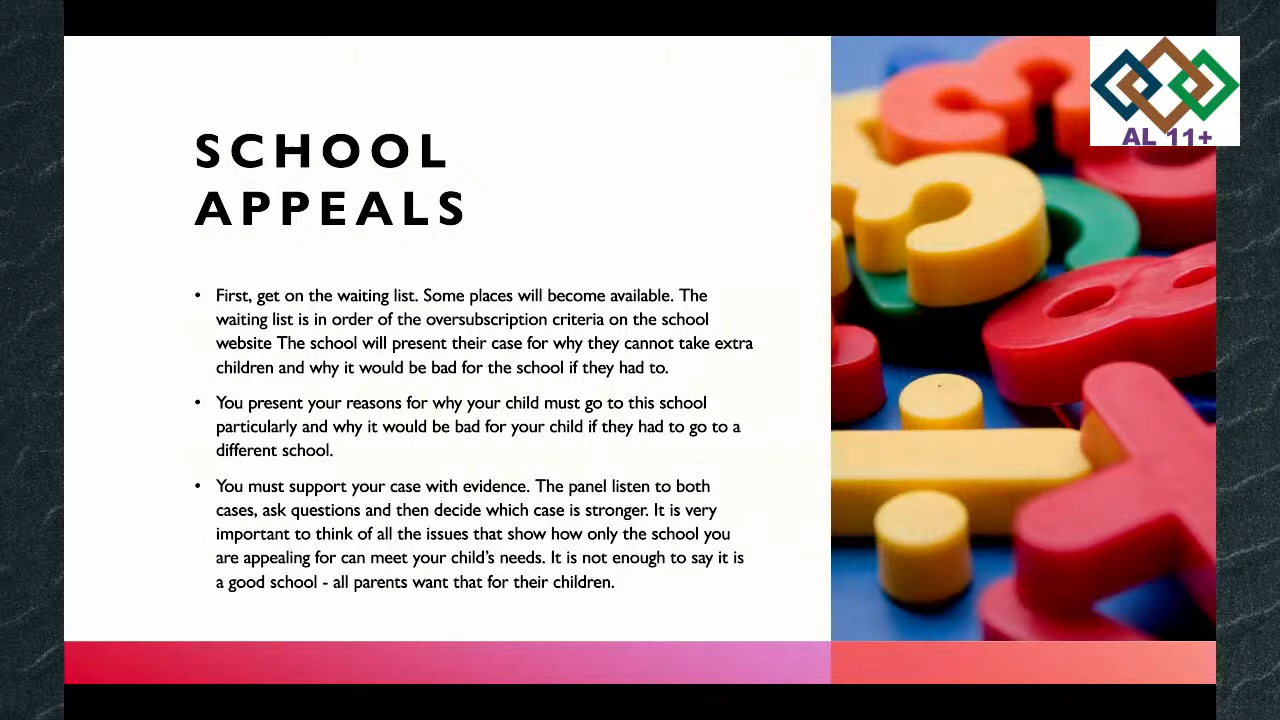 SCHOOL
APPEALS
• First, get on the waiting list. Some places will become available. The
waiting list is in order of the oversubscription criteria on the school
website The school will present their case for why they cannot take extra
children and why it would be bad for the school if they had to.
• You present your reasons for why your child must go to this school
particularly and why it would be bad for your child if they had to go to a
different school.
• You must support your case with evidence. The panel listen to both
cases, ask questions and then decide which case is stronger. It is very
important to think of all the issues that show how only the school you
are appealing for can meet your child’s needs. It is not enough to say it is
a good school - all parents want that for their children.
AL 11+